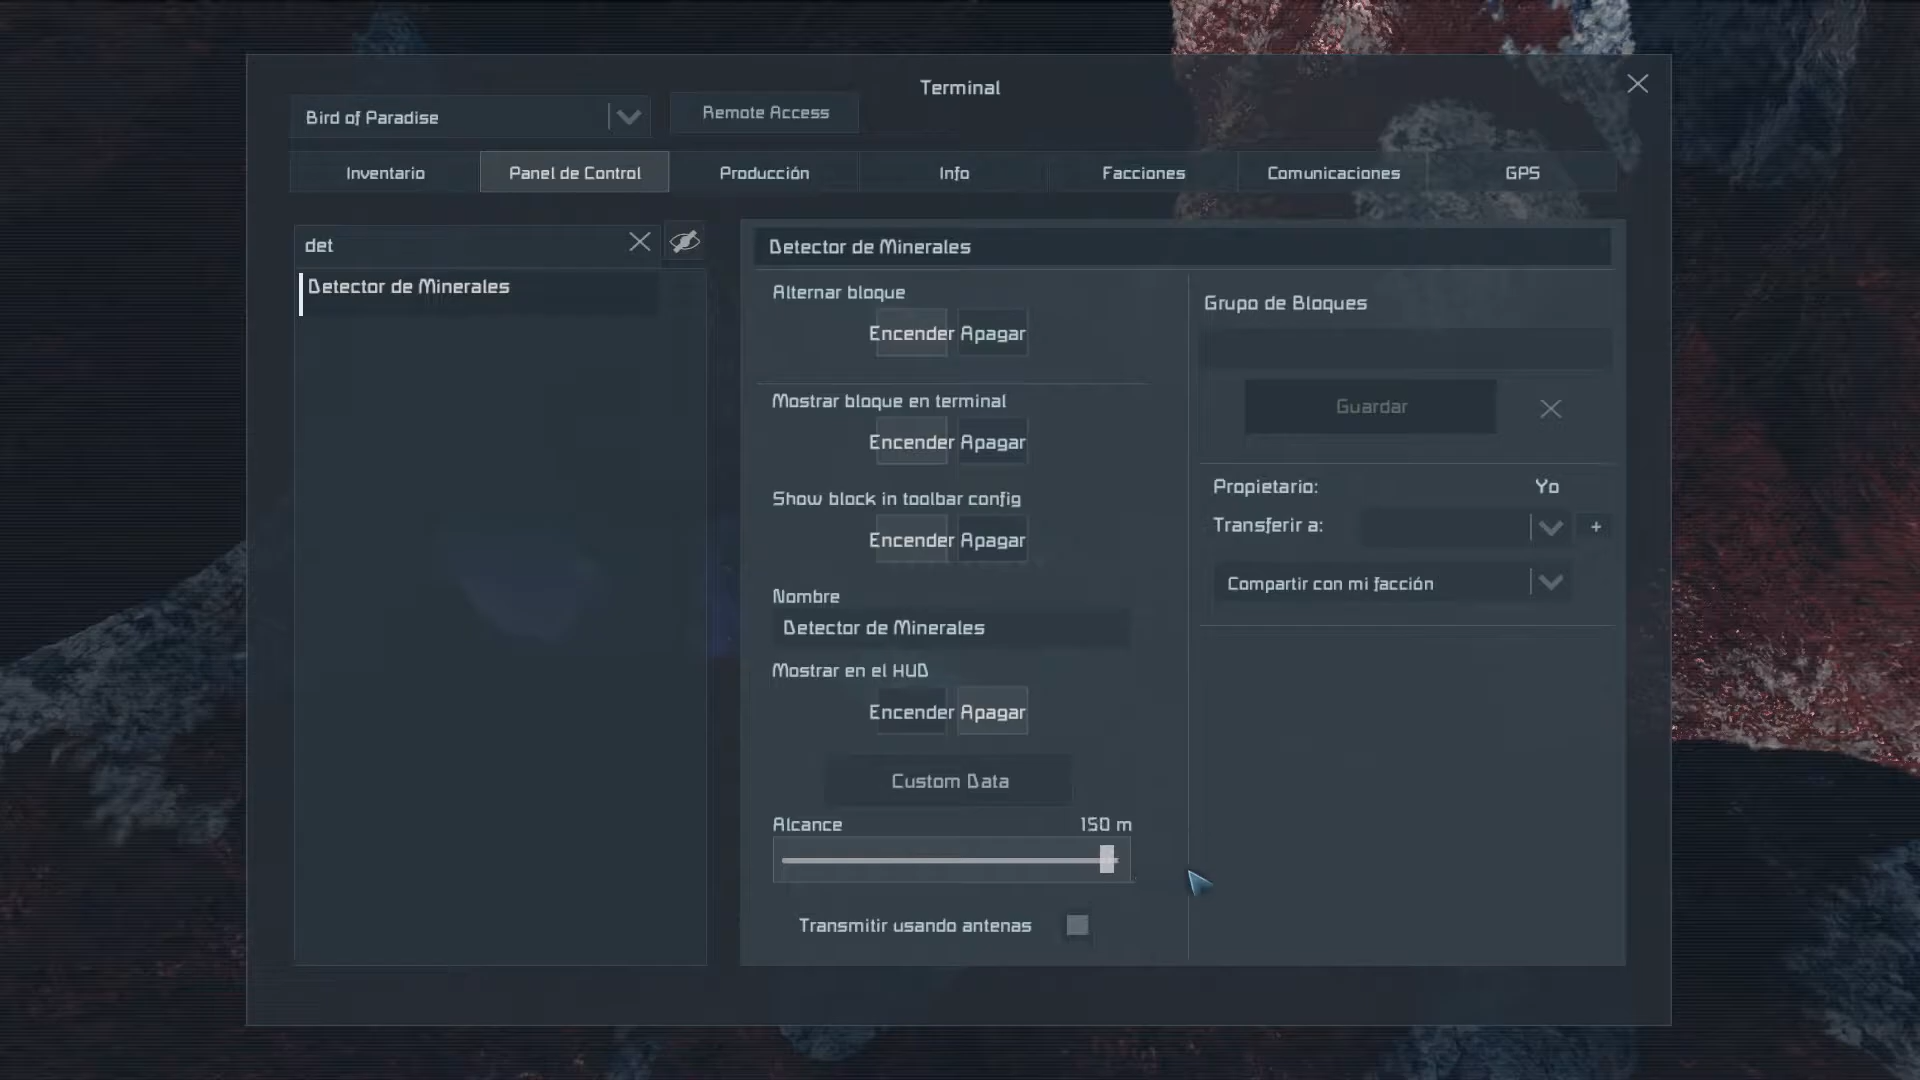 Terminal
Bird of Paradise
Remote Access
Inventario
Panel de Control
Producción
Info
Facciones
Comunicaciones
GPS
det
Detector de Minerales
Detector de Minerales
Alternar bloque
Encender Apagar
Mostrar bloque en terminal
Encender Apagar
Show block in toolbar config
Encender Apagar
Nombre
Detector de Minerales
Mostrar en el HUD
Encender Apagar
Custom Data
Alcance 150 m
Transmitir usando antenas
Grupo de Bloques
Guardar
Propietario: Yo
Transferir a: +
Compartir con mi facción